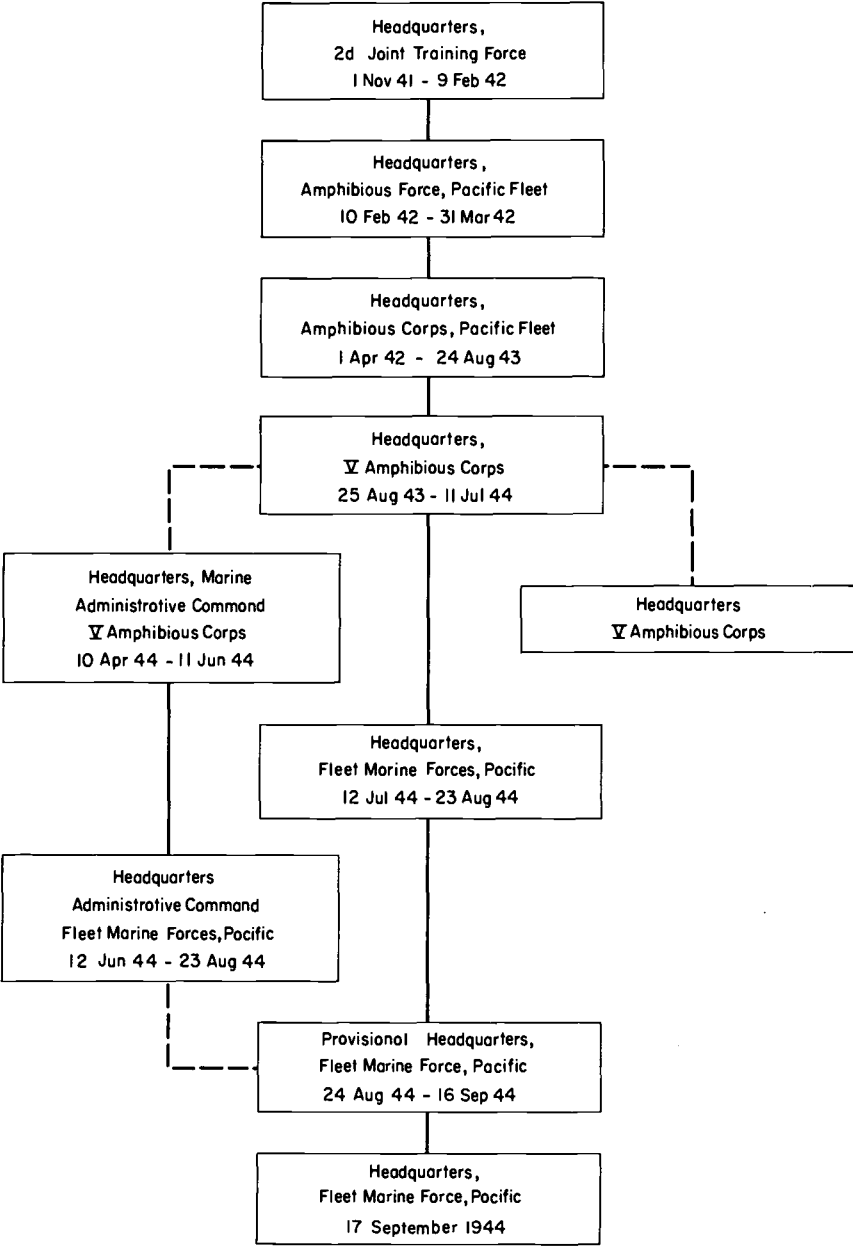 Headquarters,
2d Joint Training Force
1 Nov 41 - 9 Feb 42
Headquarters,
Amphibious Force, Pacific Fleet
10 Feb 42 - 31 Mar 42
Headquarters,
Amphibious Corps, Pacific Fleet
1 Apr 42 - 24 Aug 43
Headquarters,
V Amphibious Corps
25 Aug 43 - 11 Jul 44
Headquarters, Marine
Administrative Command
V Amphibious Corps
10 Apr 44 - 11 Jun 44
Headquarters
V Amphibious Corps
Headquarters,
Fleet Marine Forces, Pacific
12 Jul 44 - 23 Aug 44
Headquarters
Administrative Command
Fleet Marine Forces, Pacific
12 Jun 44 - 23 Aug 44
Provisional Headquarters,
Fleet Marine Force, Pacific
24 Aug 44 - 16 Sep 44
Headquarters,
Fleet Marine Force, Pacific
17 September 1944